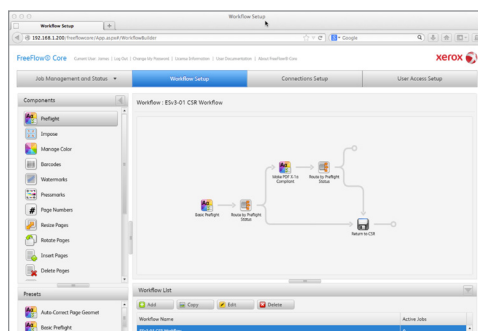 Workflow Setup
Workflow Setup
192.168.1.200/freeflowcore/App.aspx#/WorkflowBuilder
Google
FreeFlow® Core Current User: James | Log Out | Change My Password | License Information | User Documentation | About FreeFlow® Core
xerox
Job Management and Status
Workflow Setup
Connections Setup
User Access Setup
Components
Workflow : ESv3-01 CSR Workflow
Preflight
Impose
Manage Color
Barcodes
Watermarks
Pressmarks
Page Numbers
Resize Pages
Rotate Pages
Insert Pages
Delete Pages
Make PDF X 1a Compliant
Route by Preflight Status
Basic Preflight
Route by Preflight Status
Return to CSR
Presets
Auto-Correct Page Geomet
Basic Preflight
Workflow List
Add
Copy
Edit
Delete
Workflow Name
Active Jobs
ESv3-01 CSR Workflow